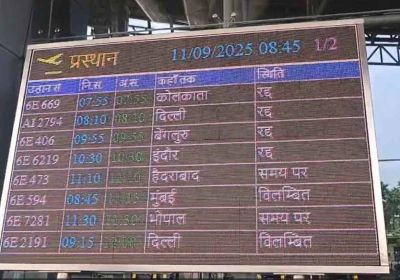 प्रस्थान 11/09/2025 08:45 1/2
उड़ान सं नि.स. अ.स. कहाँ तक स्थिति
6E 669 07:55 07:55 कोलकाता रद्द
AI 2794 08:10 08:10 दिल्ली रद्द
6E 406 09:55 09:55 बेंगलुरु रद्द
6E 6219 10:30 10:30 इंदौर रद्द
6E 473 11:10 हैदराबाद समय पर
6E 594 08:45 मुंबई विलम्बित
6E 7281 11:30 भोपाल समय पर
6E 2191 09:15 दिल्ली विलम्बित